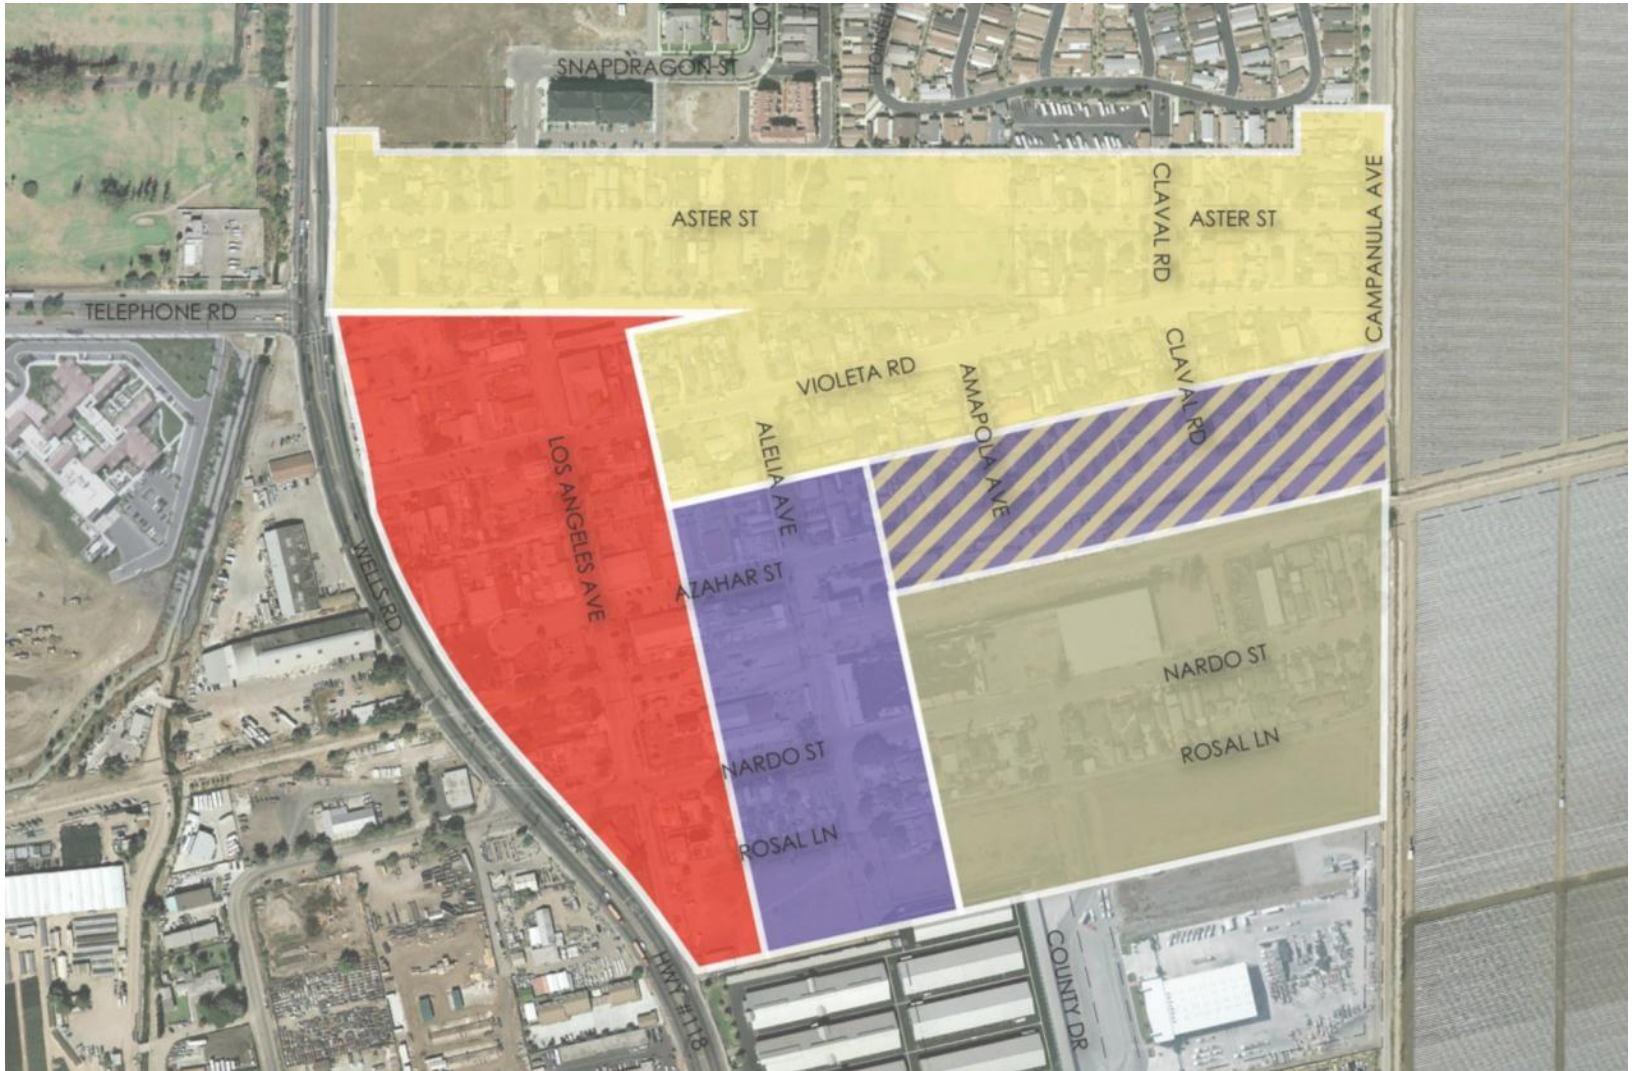 SNAPDRAGON ST
ASTER ST
CLAVAL RD
ASTER ST
CAMPANULA AVE
TELEPHONE RD
VIOLETA RD
AMAPOLA AVE
CLAVAL RD
LOS ANGELES AVE
ALELIA AVE
WELLS RD
AZAHAR ST
NARDO ST
ROSAL LN
NARDO ST
ROSAL LN
HWY #118
COUNTY DR